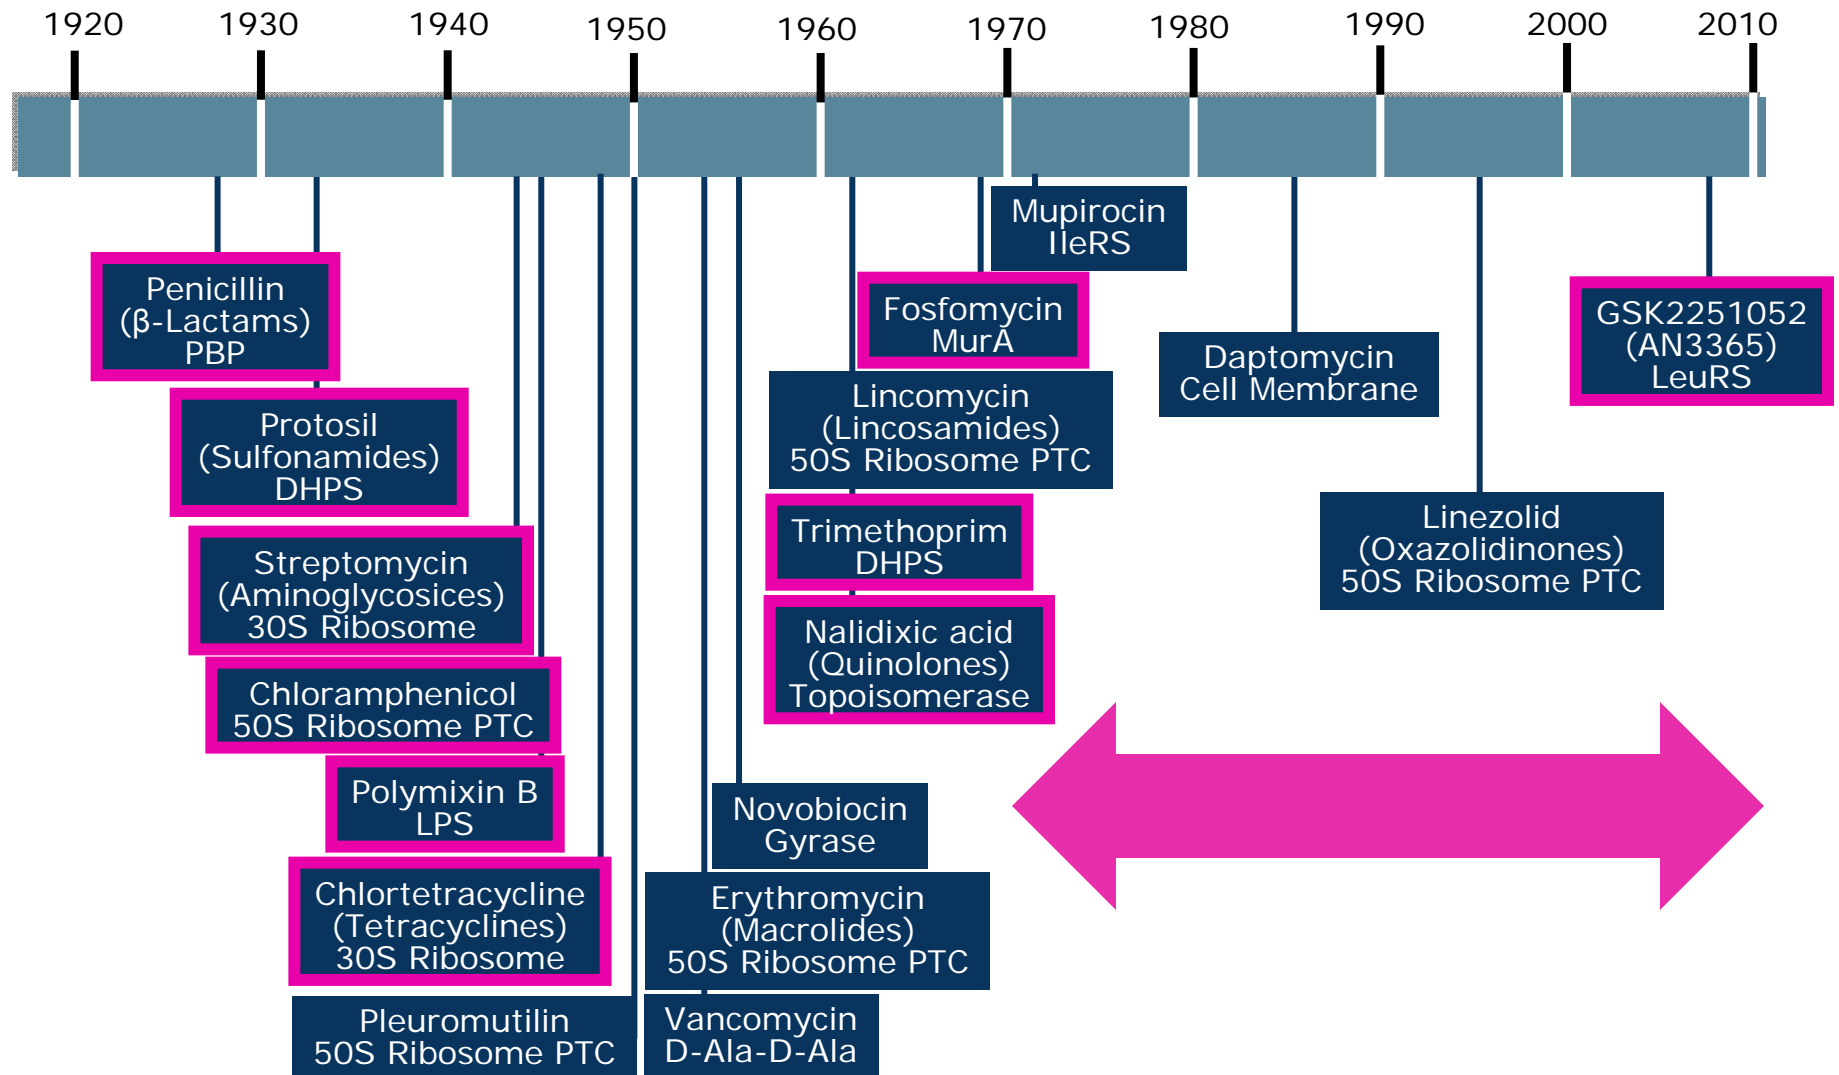 1920 1930 1940 1950 1960 1970 1980 1990 2000 2010
Mupirocin
IleRS
Penicillin
(β-Lactams)
PBP
Fosfomycin
MurA
GSK2251052
(AN3365)
LeuRS
Daptomycin
Cell Membrane
Protosil
(Sulfonamides)
DHPS
Lincomycin
(Lincosamides)
50S Ribosome PTC
Linezolid
(Oxazolidinones)
50S Ribosome PTC
Trimethoprim
DHPS
Streptomycin
(Aminoglycosices)
30S Ribosome
Nalidixic acid
(Quinolones)
Topoisomerase
Chloramphenicol
50S Ribosome PTC
Polymixin B
LPS
Novobiocin
Gyrase
Chlortetracycline
(Tetracyclines)
30S Ribosome
Erythromycin
(Macrolides)
50S Ribosome PTC
Pleuromutilin
50S Ribosome PTC
Vancomycin
D-Ala-D-Ala